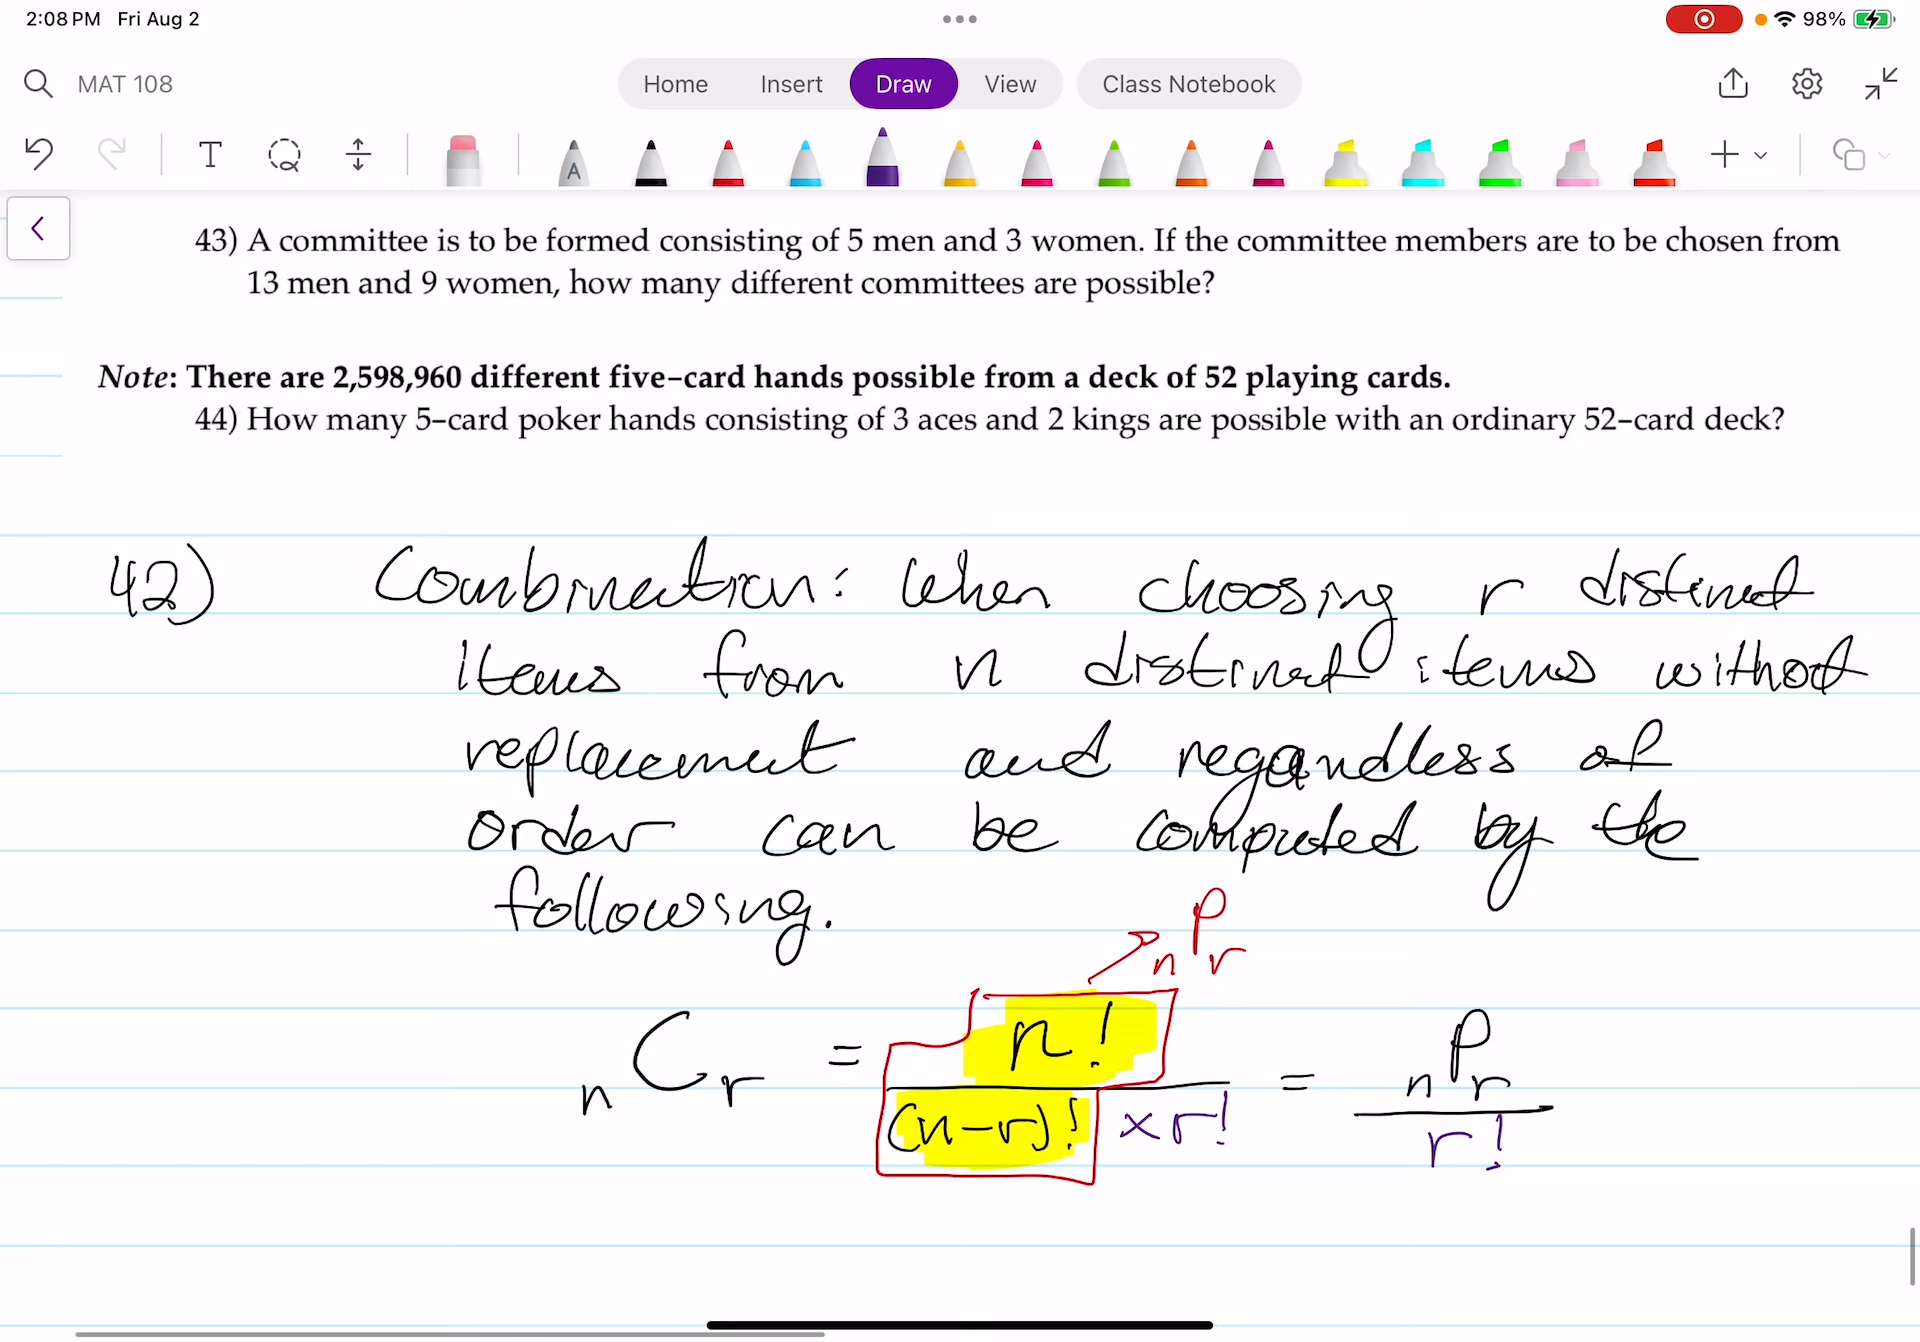 2:08 PM Fri Aug 2 98%
MAT 108 Home Insert Draw View Class Notebook
T A
43) A committee is to be formed consisting of 5 men and 3 women. If the committee members are to be chosen from
13 men and 9 women, how many different committees are possible?
Note: There are 2,598,960 different five-card hands possible from a deck of 52 playing cards.
44) How many 5-card poker hands consisting of 3 aces and 2 kings are possible with an ordinary 52-card deck?
42) Combination: When choosing r distinct
items from n distinct items without
replacement and regardless of
order can be computed by the
following.
nPr
nCr = n! / (n-r)! × r! = nPr / r!